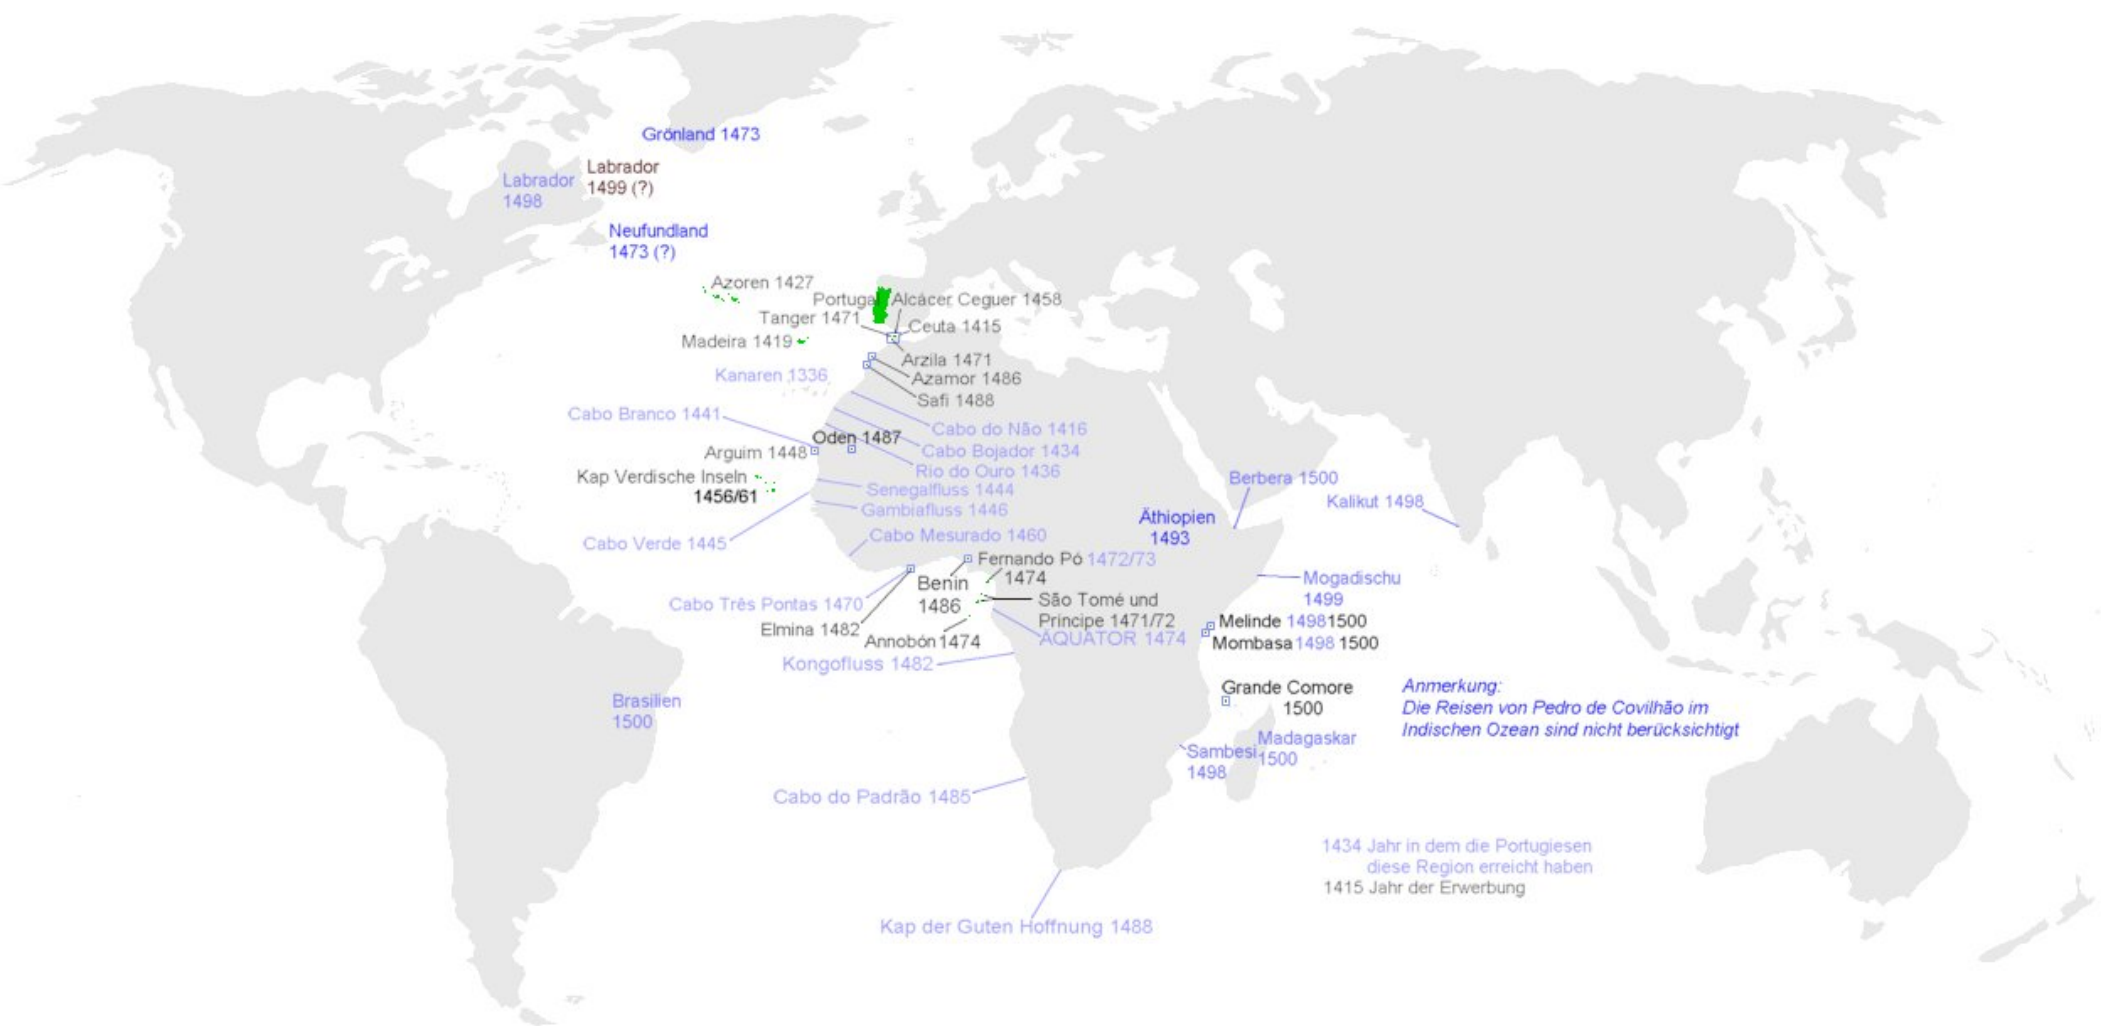 Grönland 1473
Labrador
1499 (?)
Labrador
1498
Neufundland
1473 (?)
Azoren 1427
Portugal
Alcácer Ceguer 1458
Tanger 1471
Ceuta 1415
Madeira 1419
Arzila 1471
Kanaren 1336
Azamor 1486
Safi 1488
Cabo Branco 1441
Cabo do Não 1416
Oden 1487
Cabo Bojador 1434
Arguim 1448
Rio do Ouro 1436
Kap Verdische Inseln
1456/61
Senegalfluss 1444
Gambiafluss 1446
Berbera 1500
Kalikut 1498
Äthiopien
1493
Cabo Verde 1445
Cabo Mesurado 1460
Fernando Pó 1472/73
1474
Benin
1486
Mogadischu
1499
Cabo Três Pontas 1470
São Tomé und
Príncipe 1471/72
Elmina 1482
Annobón 1474
ÄQUATOR 1474
Melinde 1498 1500
Mombasa 1498 1500
Kongofluss 1482
Grande Comore
1500
Brasilien
1500
Anmerkung:
Die Reisen von Pedro de Covilhão im
Indischen Ozean sind nicht berücksichtigt
Sambesi
1498
Madagaskar
1500
Cabo do Padrão 1485
1434 Jahr in dem die Portugiesen
diese Region erreicht haben
1415 Jahr der Erwerbung
Kap der Guten Hoffnung 1488